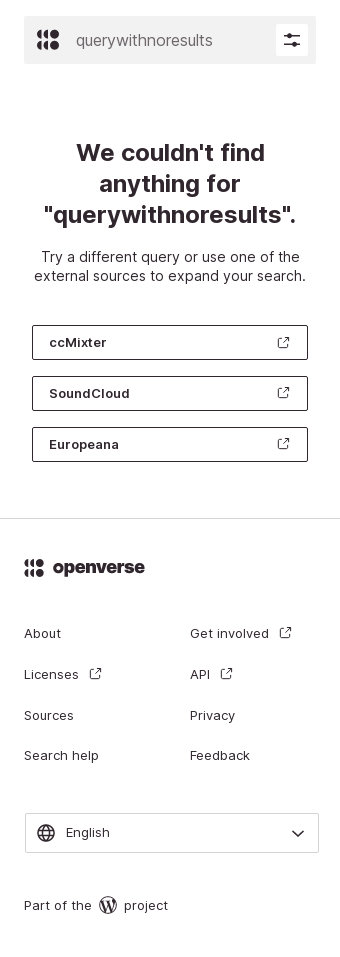 querywithnoresults
We couldn't find
anything for
"querywithnoresults".
Try a different query or use one of the
external sources to expand your search.
ccMixter
SoundCloud
Europeana
openverse
About
Get involved
Licenses
API
Sources
Privacy
Search help
Feedback
English
Part of the project